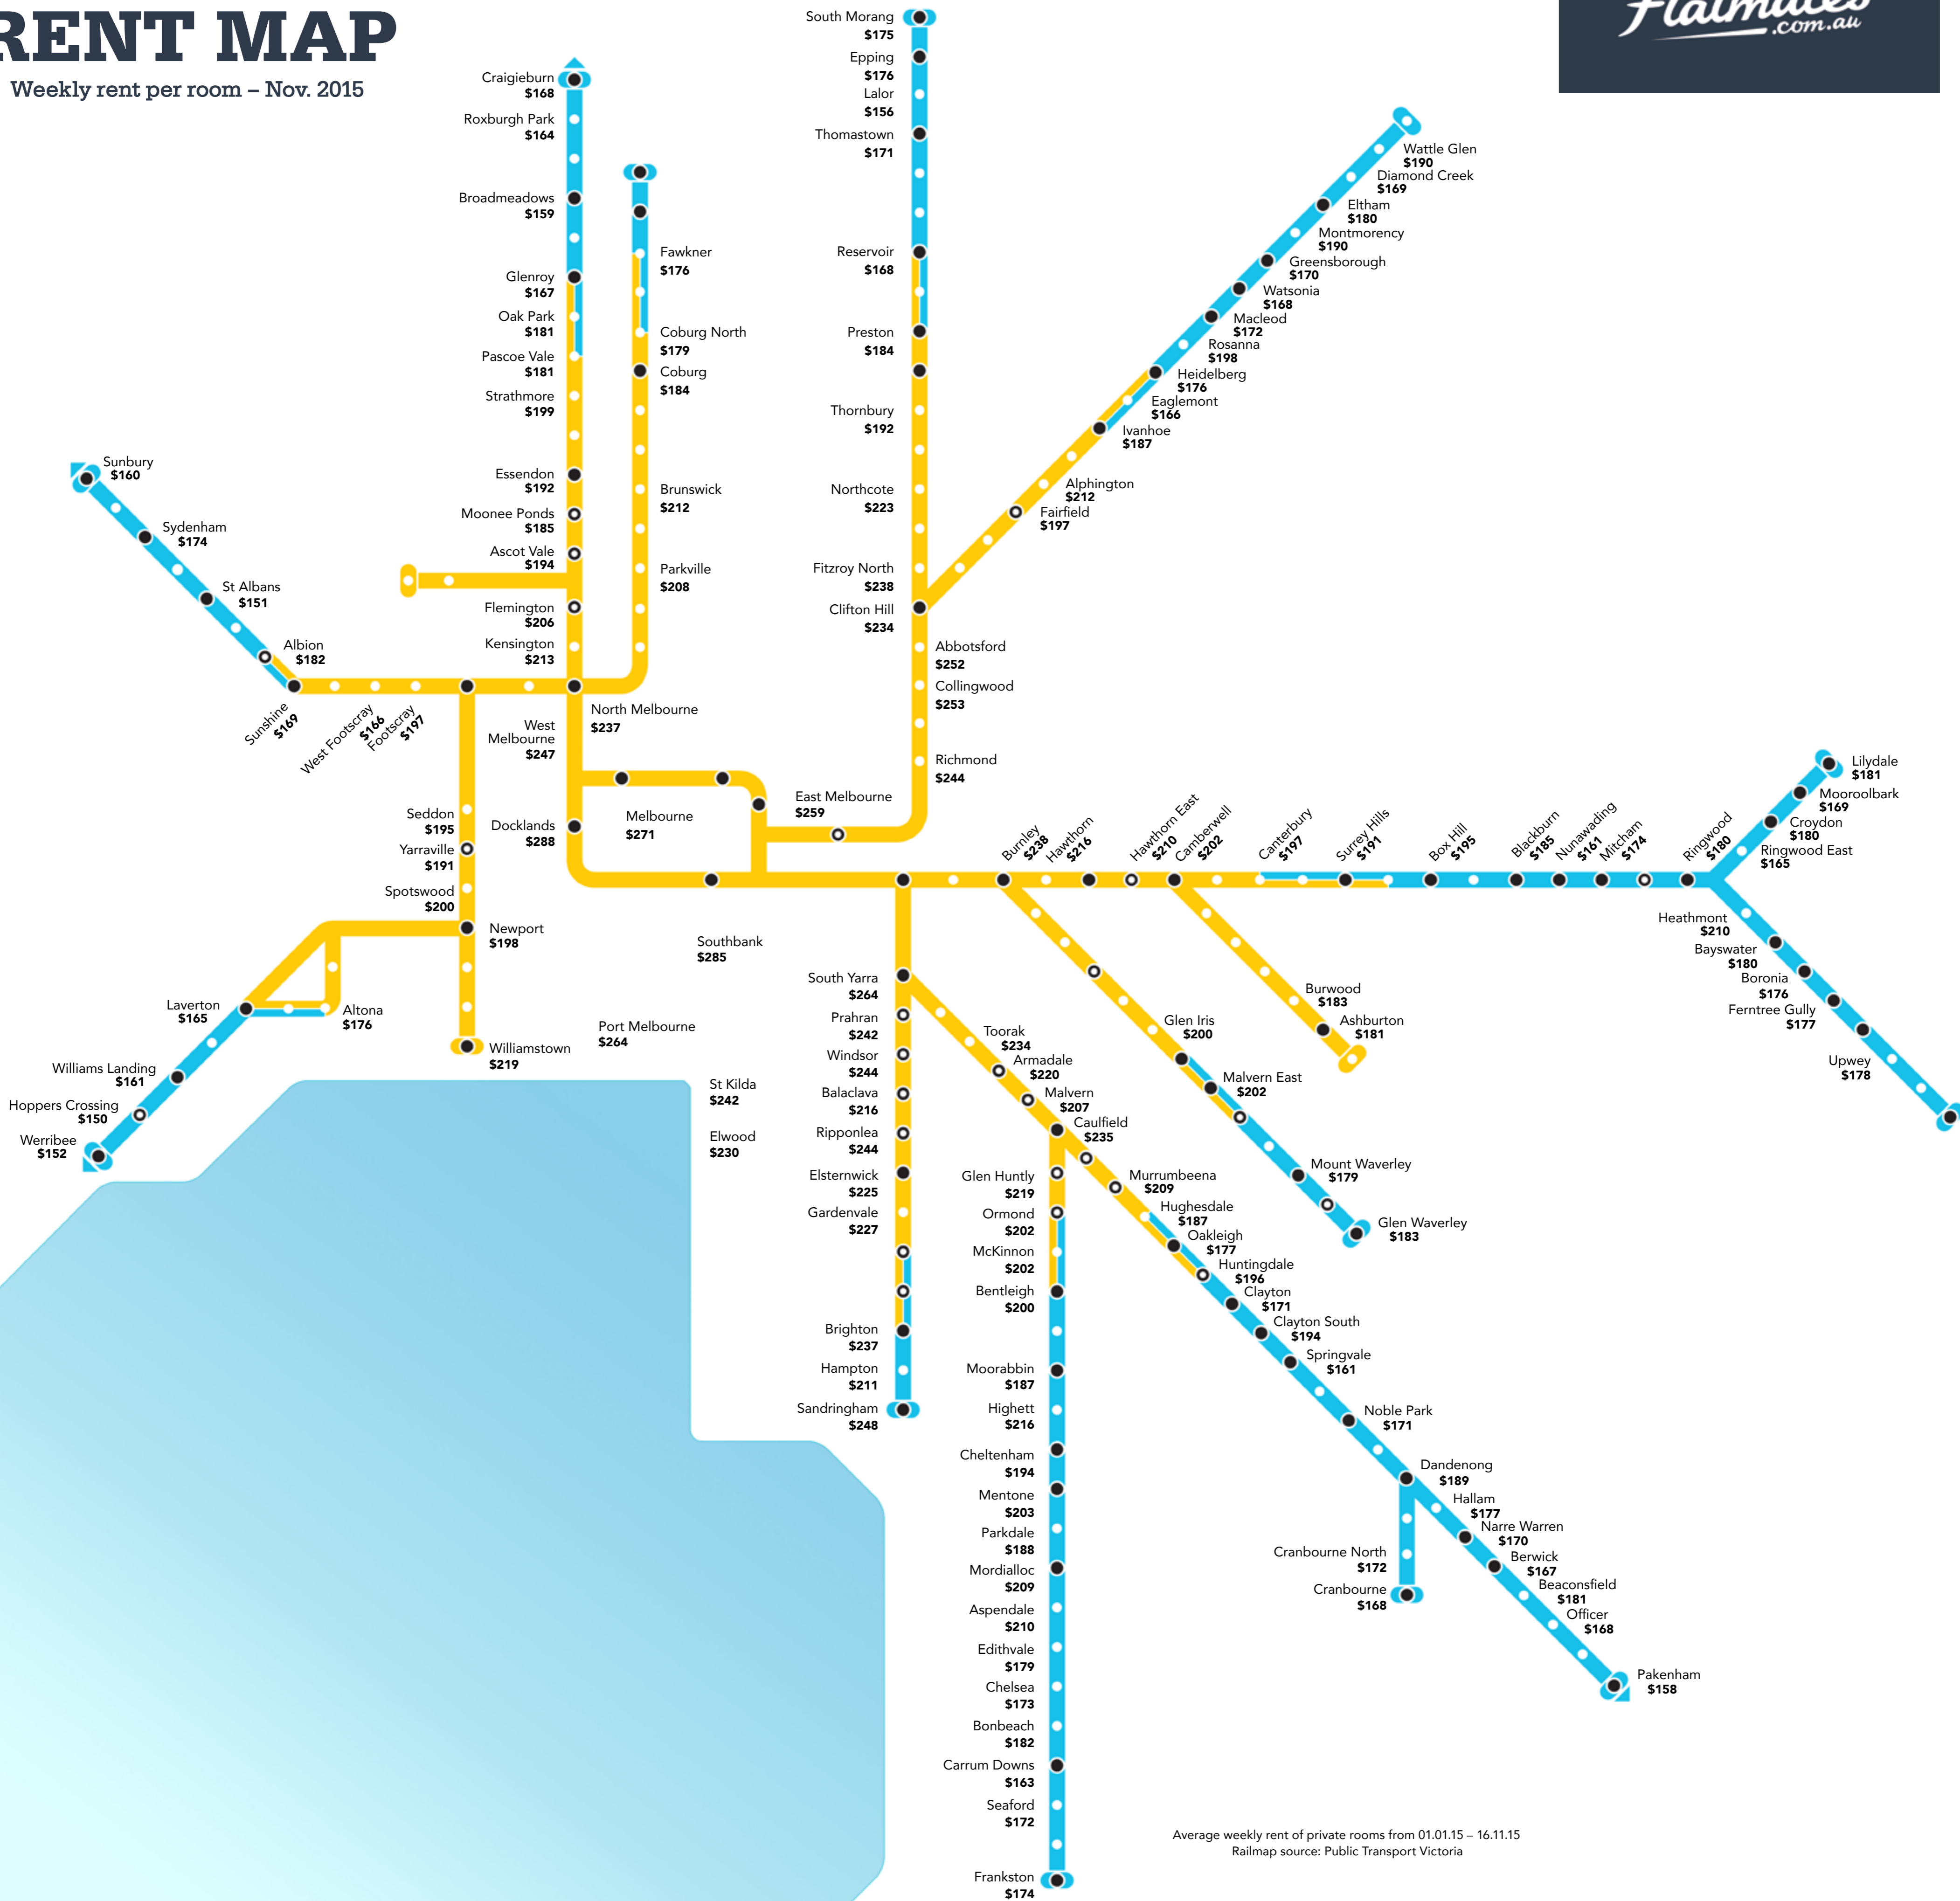 RENT MAP
Weekly rent per room – Nov. 2015
Flatmates
.com.au
Craigieburn
$168
Roxburgh Park
$164
Broadmeadows
$159
Glenroy
$167
Oak Park
$181
Pascoe Vale
$181
Strathmore
$199
Essendon
$192
Moonee Ponds
$185
Ascot Vale
$194
Flemington
$206
Kensington
$213
North Melbourne
$237
West
Melbourne
$247
Docklands
$288
Fawkner
$176
Coburg North
$179
Coburg
$184
Brunswick
$212
Parkville
$208
South Morang
$175
Epping
$176
Lalor
$156
Thomastown
$171
Reservoir
$168
Preston
$184
Thornbury
$192
Northcote
$223
Fitzroy North
$238
Clifton Hill
$234
Abbotsford
$252
Collingwood
$253
Richmond
$244
Wattle Glen
$190
Diamond Creek
$169
Eltham
$180
Montmorency
$190
Greensborough
$170
Watsonia
$168
Macleod
$172
Rosanna
$198
Heidelberg
$176
Eaglemont
$166
Ivanhoe
$187
Alphington
$212
Fairfield
$197
Sunbury
$160
Sydenham
$174
St Albans
$151
Albion
$182
Sunshine
$169
West Footscray
$166
Footscray
$197
Seddon
$195
Yarraville
$191
Spotswood
$200
Newport
$198
Altona
$176
Laverton
$165
Williams Landing
$161
Hoppers Crossing
$150
Werribee
$152
Williamstown
$219
Melbourne
$271
East Melbourne
$259
Southbank
$285
Port Melbourne
$264
St Kilda
$242
Elwood
$230
Burnley
$238
Hawthorn
$216
Hawthorn East
$210
Camberwell
$202
Canterbury
$197
Surrey Hills
$191
Box Hill
$195
Blackburn
$185
Nunawading
$161
Mitcham
$174
Ringwood
$180
Lilydale
$181
Mooroolbark
$169
Croydon
$180
Ringwood East
$165
Heathmont
$210
Bayswater
$180
Boronia
$176
Ferntree Gully
$177
Upwey
$178
Burwood
$183
Ashburton
$181
Glen Iris
$200
Malvern East
$202
Mount Waverley
$179
Glen Waverley
$183
South Yarra
$264
Prahran
$242
Windsor
$244
Balaclava
$216
Ripponlea
$244
Elsternwick
$225
Gardenvale
$227
Brighton
$237
Hampton
$211
Sandringham
$248
Toorak
$234
Armadale
$220
Malvern
$207
Caulfield
$235
Murrumbeena
$209
Hughesdale
$187
Oakleigh
$177
Huntingdale
$196
Clayton
$171
Clayton South
$194
Springvale
$161
Noble Park
$171
Dandenong
$189
Hallam
$177
Narre Warren
$170
Berwick
$167
Beaconsfield
$181
Officer
$168
Pakenham
$158
Cranbourne North
$172
Cranbourne
$168
Glen Huntly
$219
Ormond
$202
McKinnon
$202
Bentleigh
$200
Moorabbin
$187
Highett
$216
Cheltenham
$194
Mentone
$203
Parkdale
$188
Mordialloc
$209
Aspendale
$210
Edithvale
$179
Chelsea
$173
Bonbeach
$182
Carrum Downs
$163
Seaford
$172
Frankston
$174
Average weekly rent of private rooms from 01.01.15 – 16.11.15
Railmap source: Public Transport Victoria